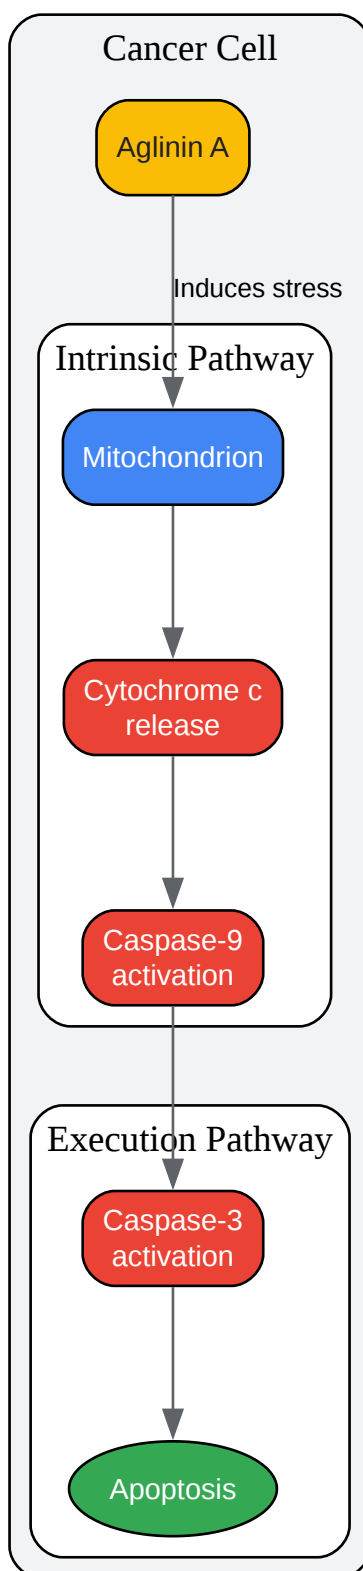 Cancer Cell
Aglinin A
Induces stress
Intrinsic Pathway
Mitochondrion
Cytochrome c
release
Caspase-9
activation
Execution Pathway
Caspase-3
activation
Apoptosis